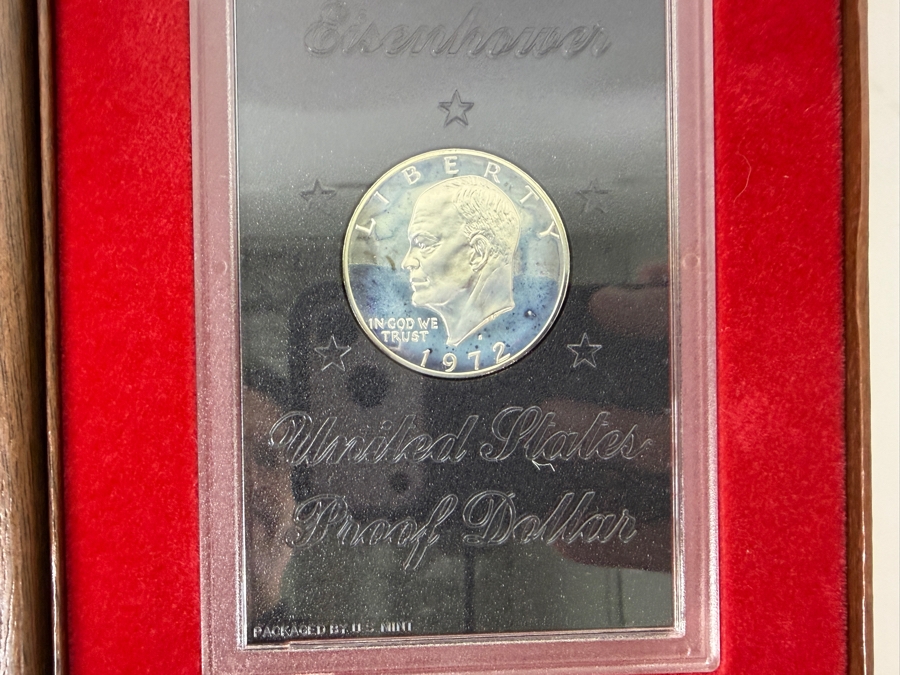 Eisenhower
LIBERTY
IN GOD WE
TRUST
1972
United States
Proof Dollar
PACKAGED BY U.S. MINT